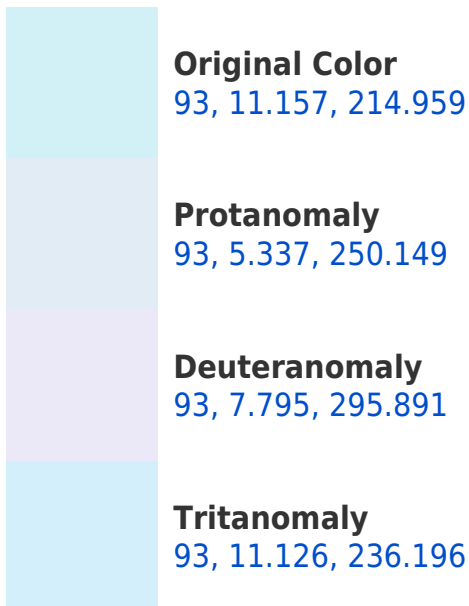 Original Color
93, 11.157, 214.959
Protanomaly
93, 5.337, 250.149
Deuteranomaly
93, 7.795, 295.891
Tritanomaly
93, 11.126, 236.196